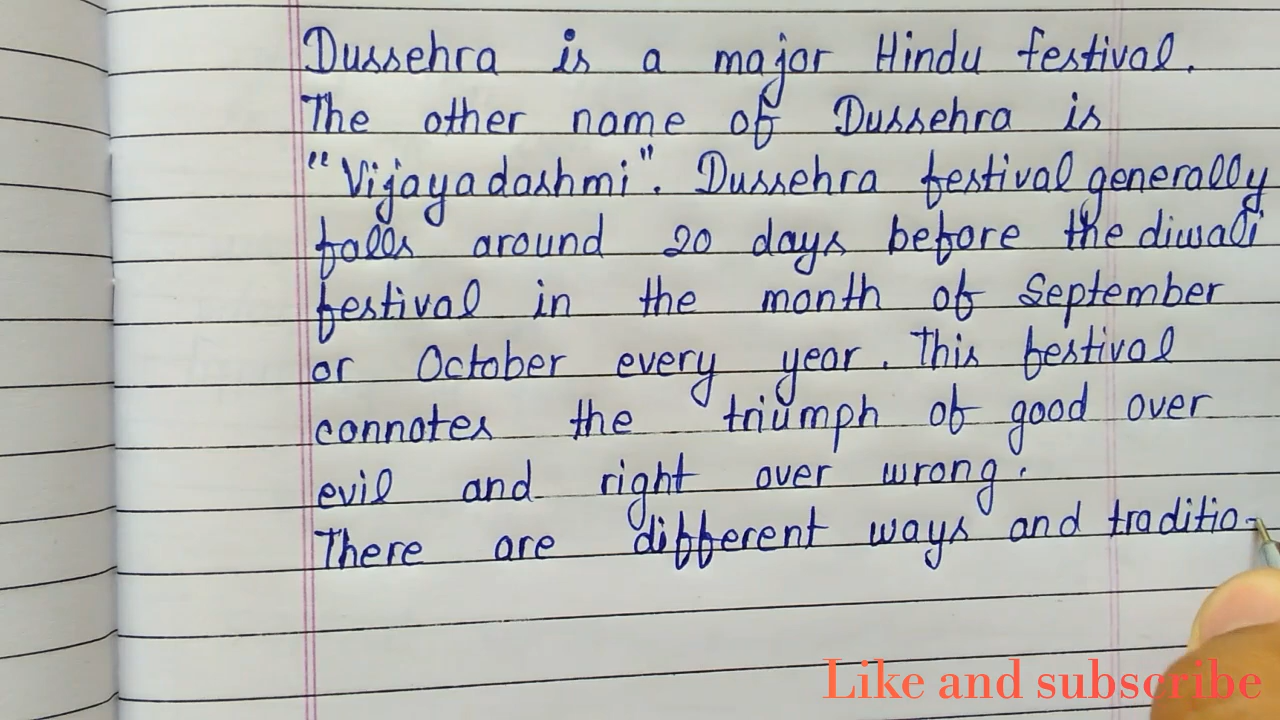 Dussehra is a major Hindu festival.
The other name of Dussehra is
"Vijayadashmi". Dussehra festival generally
falls around 20 days before the diwali
festival in the month of September
or October every year. This festival
connotes the triumph of good over
evil and right over wrong.
There are different ways and traditio-
Like and subscribe